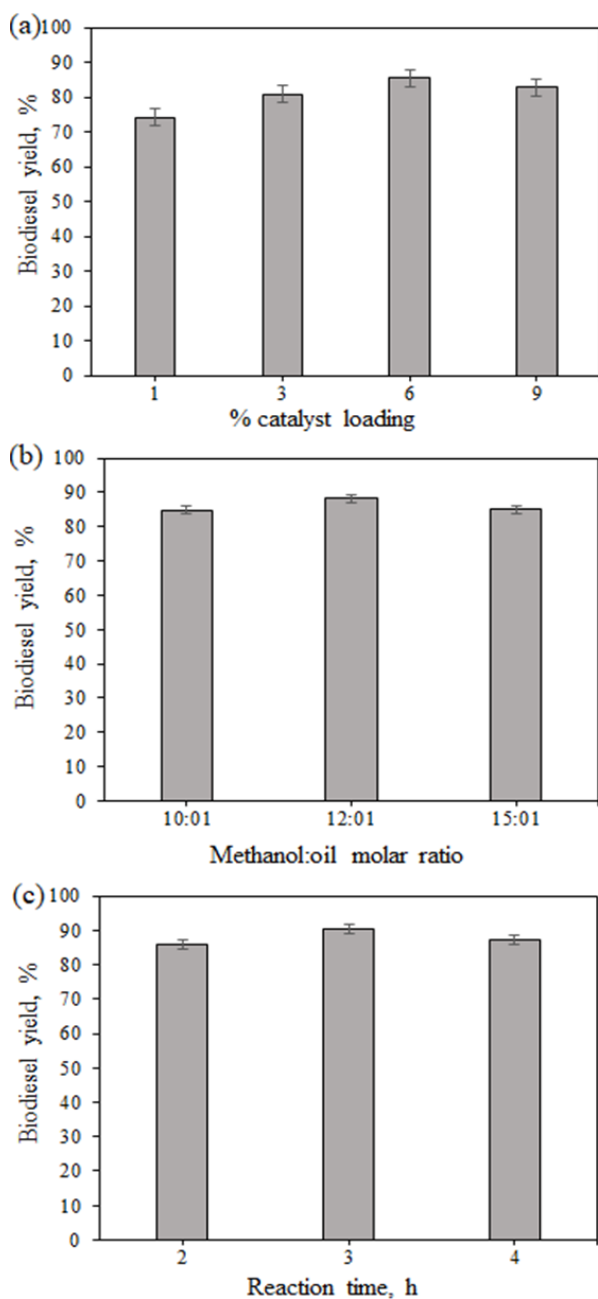 (a)
Biodiesel yield, %
100
90
80
70
60
50
40
30
20
10
0
1 3 6 9
% catalyst loading
(b)
Biodiesel yield, %
100
90
80
70
60
50
40
30
20
10
0
10:01 12:01 15:01
Methanol:oil molar ratio
(c)
Biodiesel yield, %
100
90
80
70
60
50
40
30
20
10
0
2 3 4
Reaction time, h